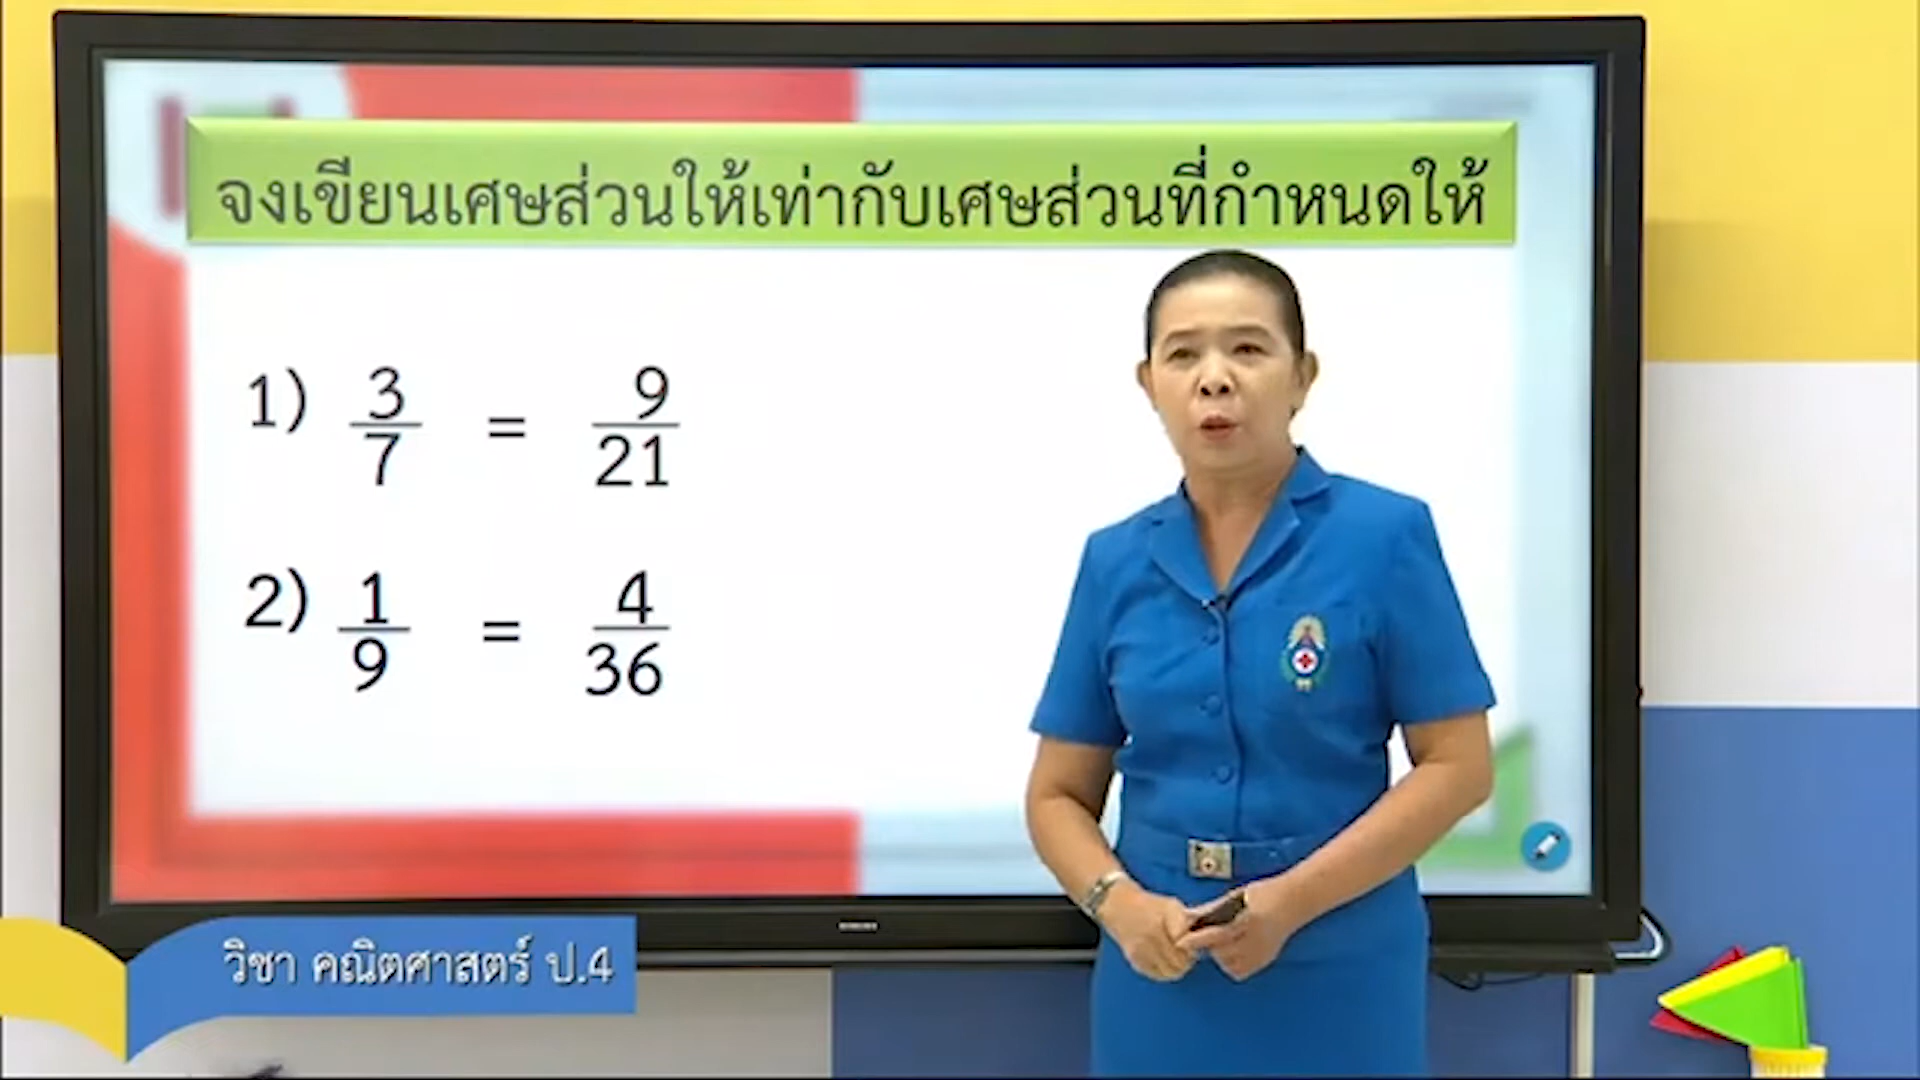 จงเขียนเศษส่วนให้เท่ากับเศษส่วนที่กำหนดให้
1) 3/7 = 9/21
2) 1/9 = 4/36
วิชา คณิตศาสตร์ ป.4